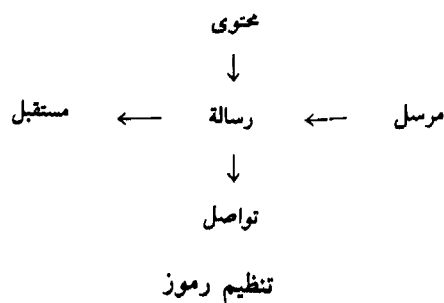 محتوى
↓
مرسل ← رسالة ← مستقبل
↓
تواصل
تنظيم رموز